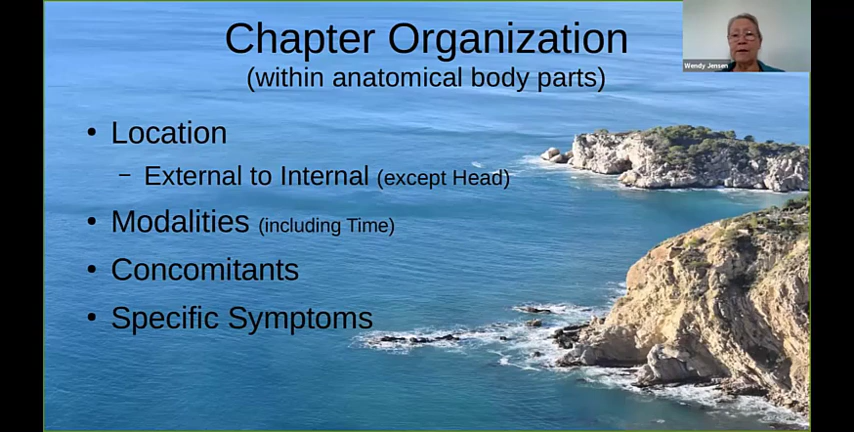 Chapter Organization
(within anatomical body parts)
Wendy Jensen
• Location
– External to Internal (except Head)
• Modalities (including Time)
• Concomitants
• Specific Symptoms